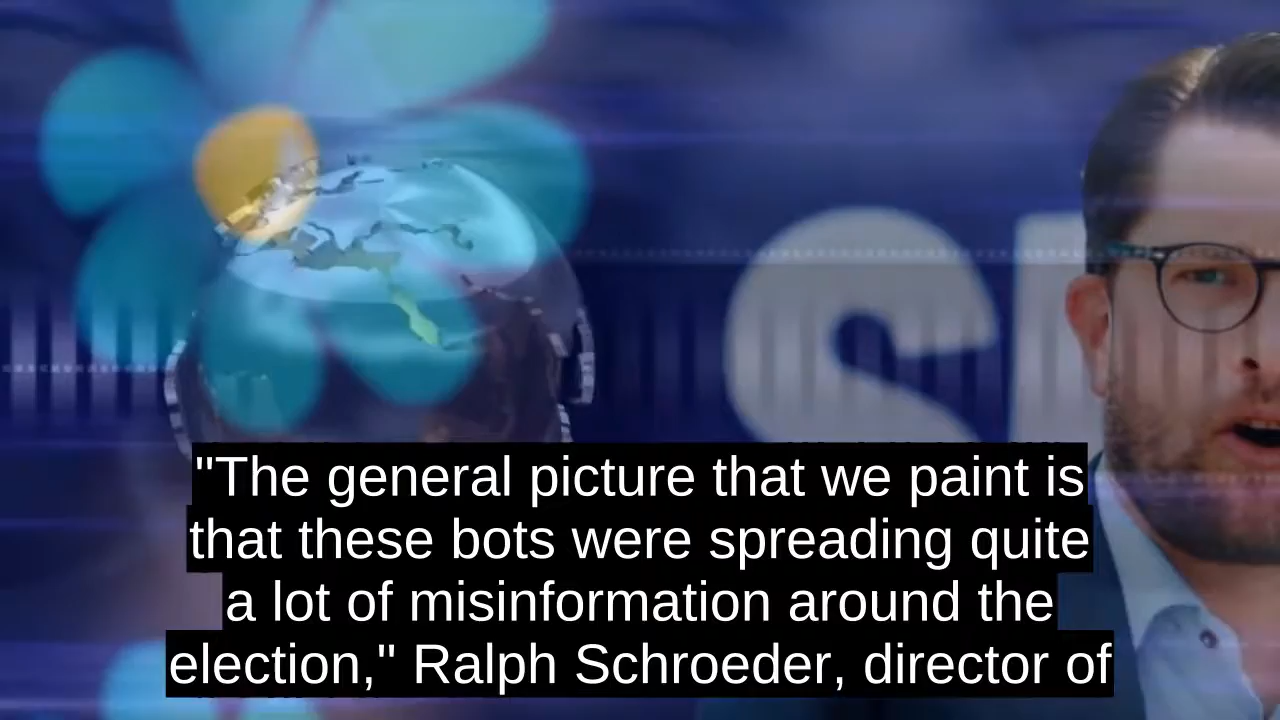 "The general picture that we paint is
that these bots were spreading quite
a lot of misinformation around the
election," Ralph Schroeder, director of